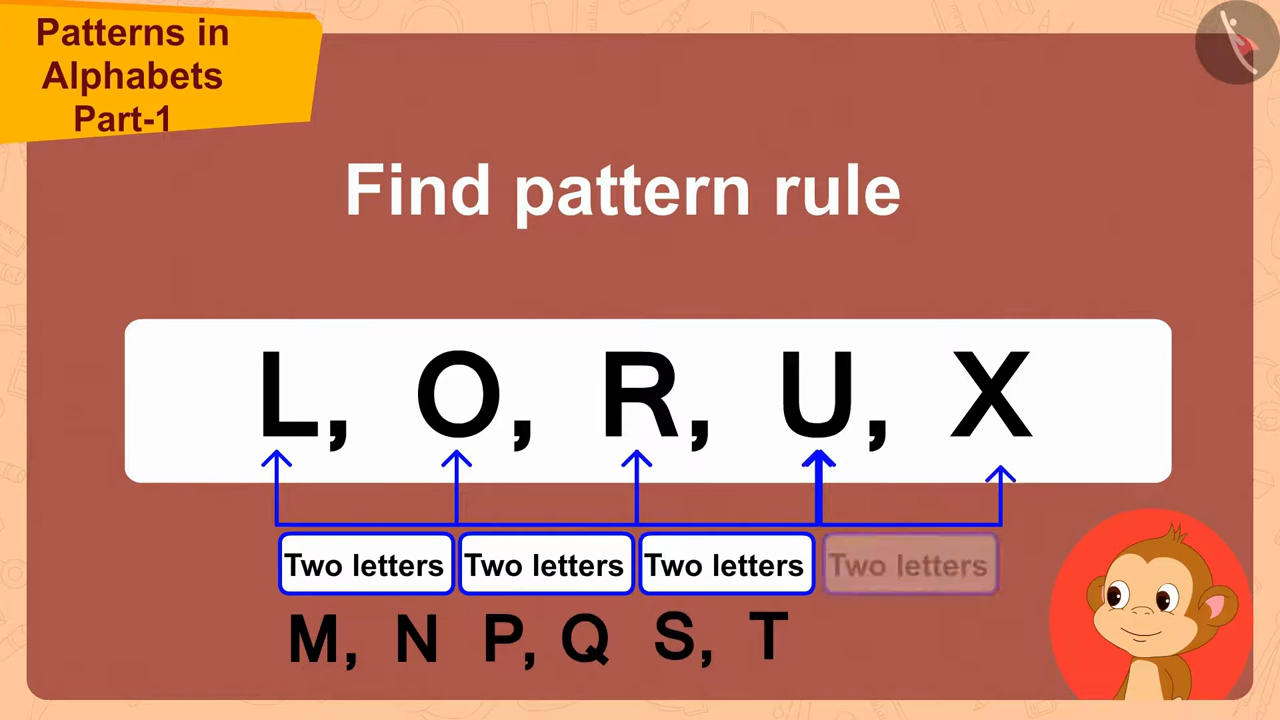 Patterns in
Alphabets
Part-1
Find pattern rule
L, O, R, U, X
Two letters Two letters Two letters Two letters
M, N P, Q S, T